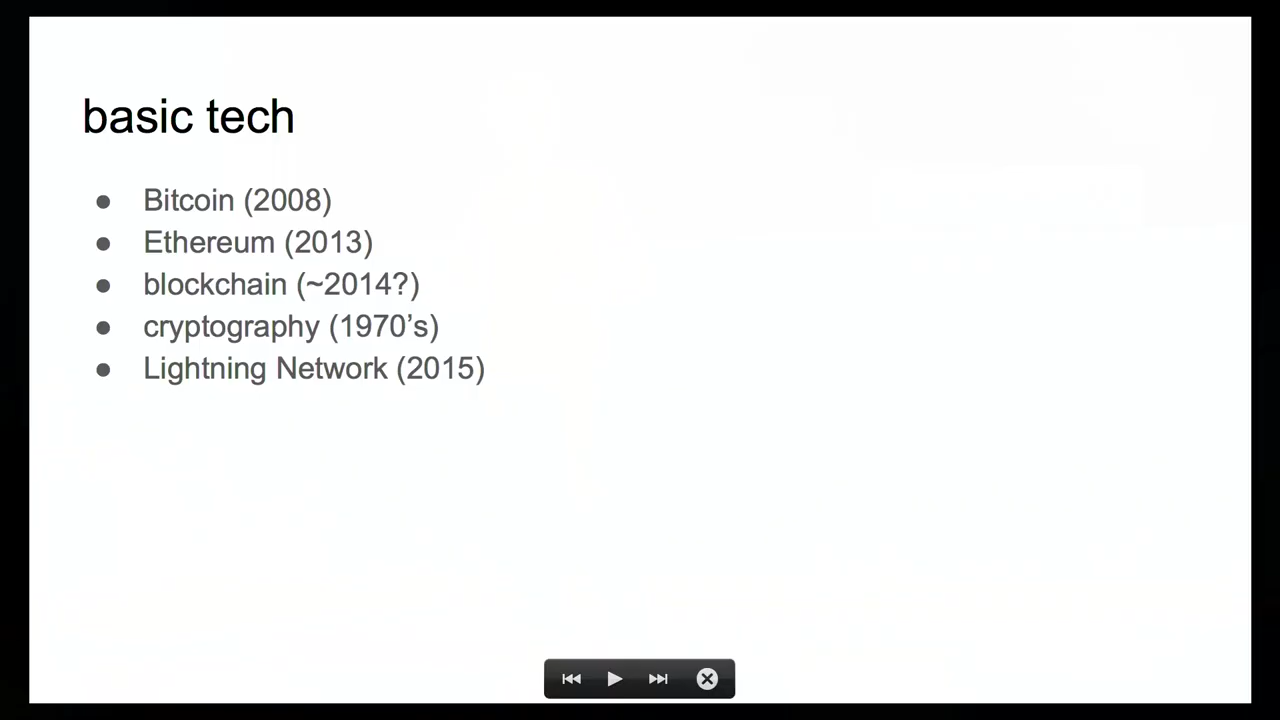 basic tech
● Bitcoin (2008)
● Ethereum (2013)
● blockchain (~2014?)
● cryptography (1970’s)
● Lightning Network (2015)